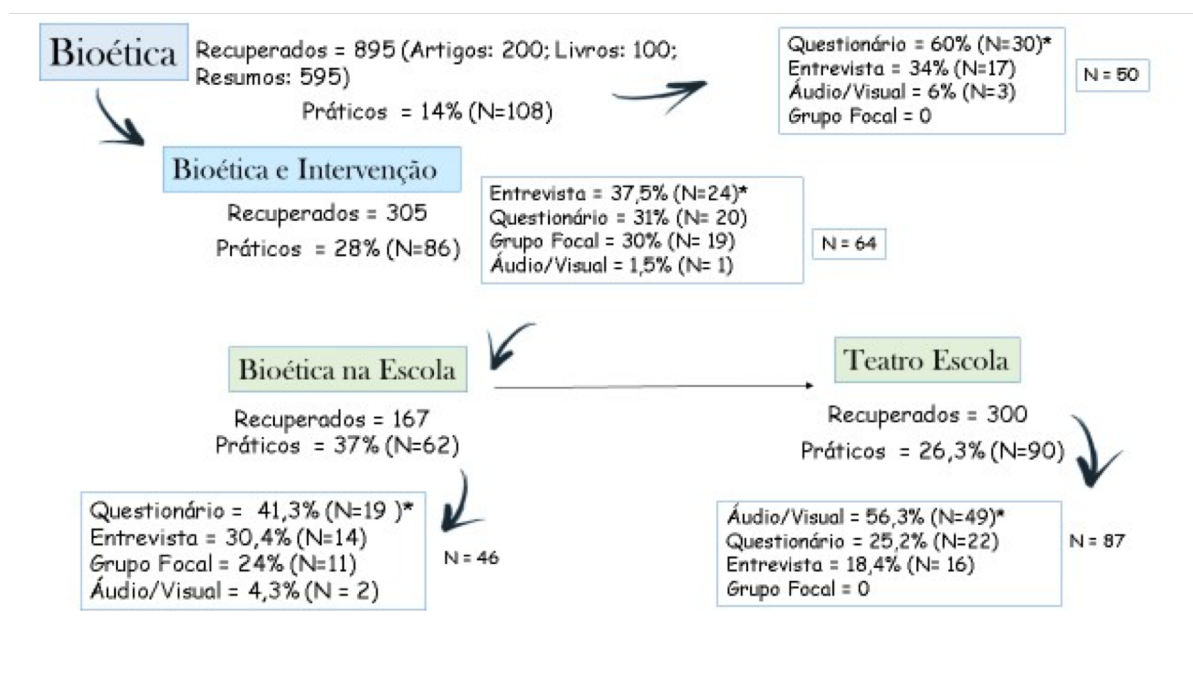 Bioética
Recuperados = 895 (Artigos: 200; Livros: 100;
Resumos: 595)
Práticos = 14% (N=108)
Questionário = 60% (N=30)*
Entrevista = 34% (N=17)
Áudio/Visual = 6% (N=3)
Grupo Focal = 0
N = 50
Bioética e Intervenção
Recuperados = 305
Práticos = 28% (N=86)
Entrevista = 37,5% (N=24)*
Questionário = 31% (N= 20)
Grupo Focal = 30% (N= 19)
Áudio/Visual = 1,5% (N= 1)
N = 64
Bioética na Escola
Recuperados = 167
Práticos = 37% (N=62)
Questionário = 41,3% (N=19 )*
Entrevista = 30,4% (N=14)
Grupo Focal = 24% (N=11)
Áudio/Visual = 4,3% (N = 2)
N = 46
Teatro Escola
Recuperados = 300
Práticos = 26,3% (N=90)
Áudio/Visual = 56,3% (N=49)*
Questionário = 25,2% (N=22)
Entrevista = 18,4% (N= 16)
Grupo Focal = 0
N = 87